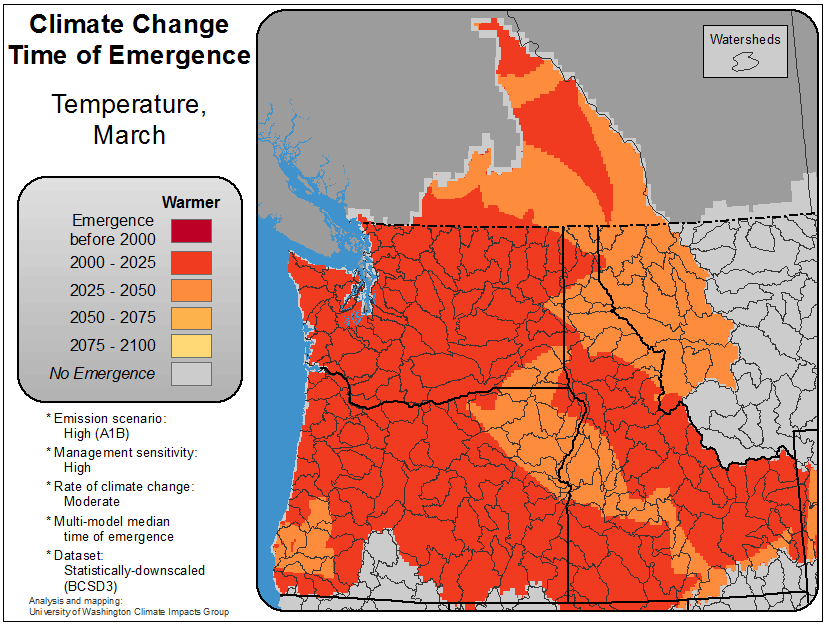 Climate Change
Time of Emergence
Temperature,
March
Warmer
Emergence
before 2000
2000 - 2025
2025 - 2050
2050 - 2075
2075 - 2100
No Emergence
* Emission scenario:
High (A1B)
* Management sensitivity:
High
* Rate of climate change:
Moderate
* Multi-model median
time of emergence
* Dataset:
Statistically-downscaled
(BCSD3)
Analysis and mapping:
University of Washington Climate Impacts Group
Watersheds